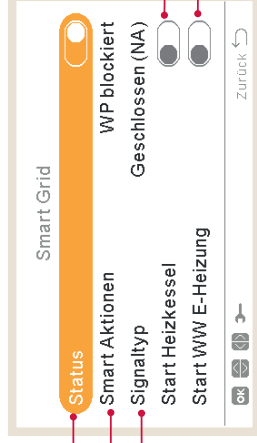 Smart Grid
Status
Smart Aktionen WP blockiert
Signaltyp Geschlossen (NA)
Start Heizkessel
Start WW E-Heizung
OK Zurück